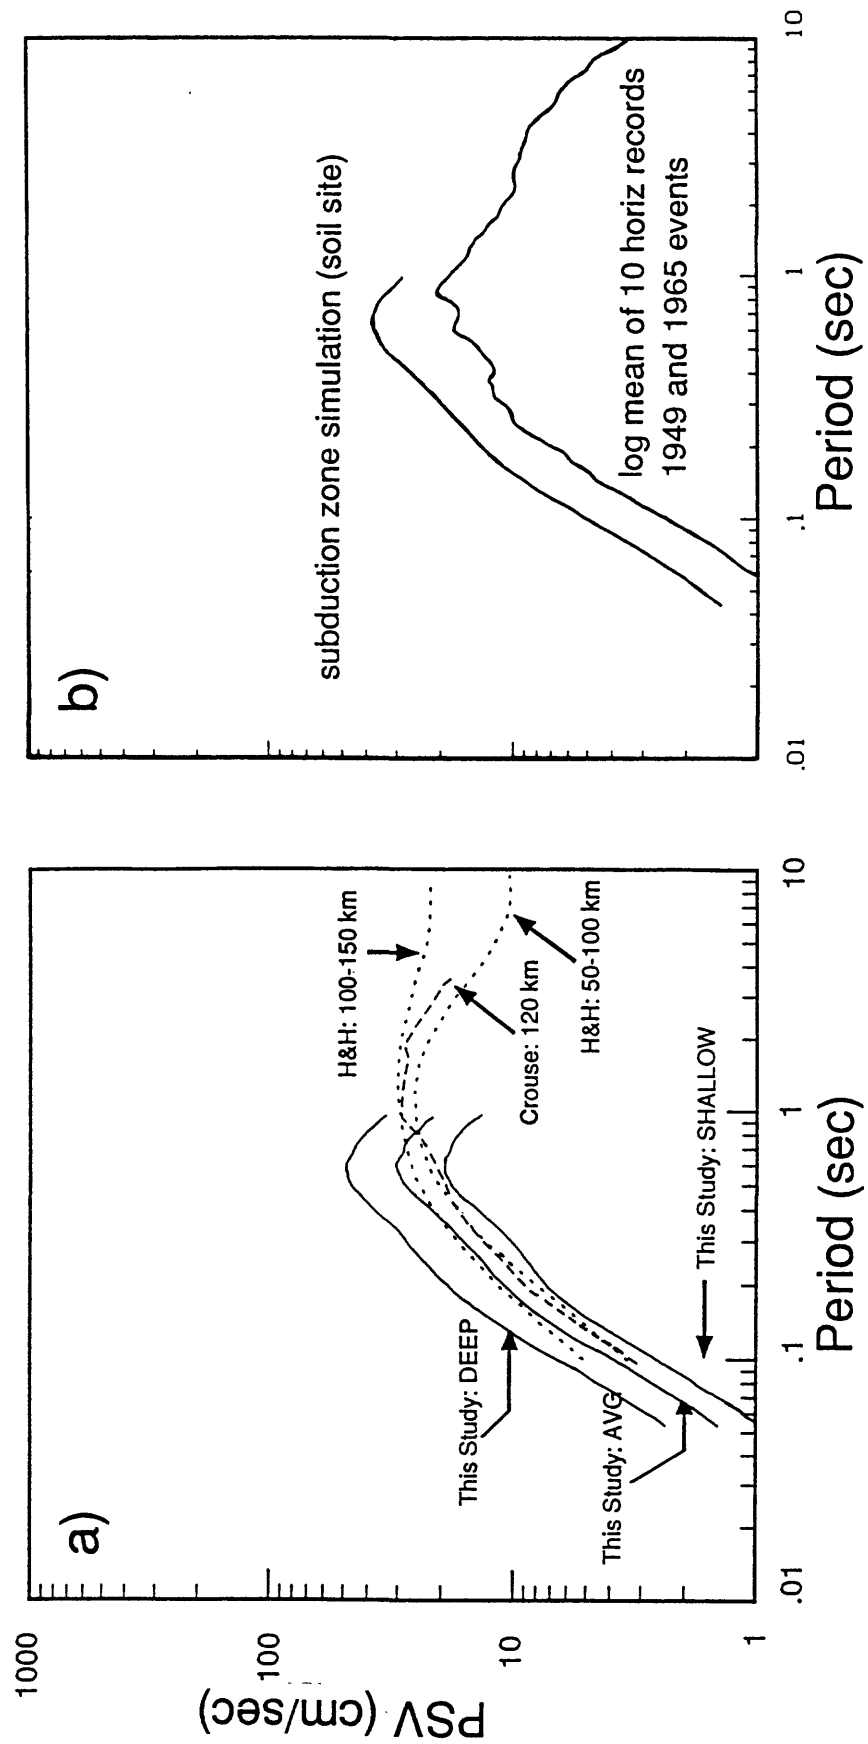 a)
PSV (cm/sec)
1000
100
10
1
.01
.1
1
10
Period (sec)
H&H: 100-150 km
Crouse: 120 km
H&H: 50-100 km
This Study: DEEP
This Study: AVG
This Study: SHALLOW
b)
subduction zone simulation (soil site)
log mean of 10 horiz records
1949 and 1965 events
.01
.1
1
10
Period (sec)